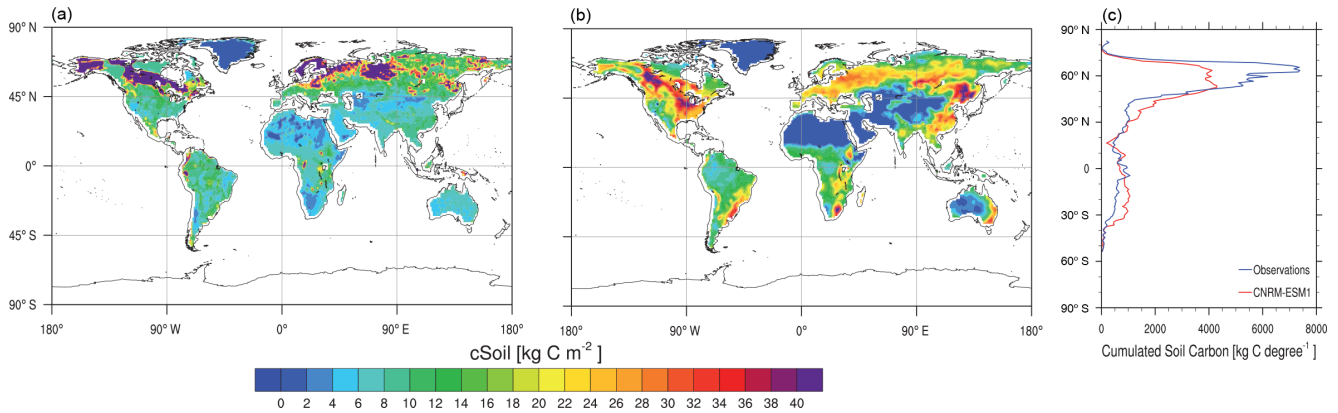 (a)
(b)
(c)
90° N
45° N
0°
45° S
90° S
180° 90° W 0° 90° E 180°
180° 90° W 0° 90° E 180°
90° N
60° N
30° N
0
30° S
60° S
90° S
Observations
CNRM-ESM1
0 2000 4000 6000 8000
Cumulated Soil Carbon [kg C degree⁻¹ ]
cSoil [kg C m⁻² ]
0 2 4 6 8 10 12 14 16 18 20 22 24 26 28 30 32 34 36 38 40